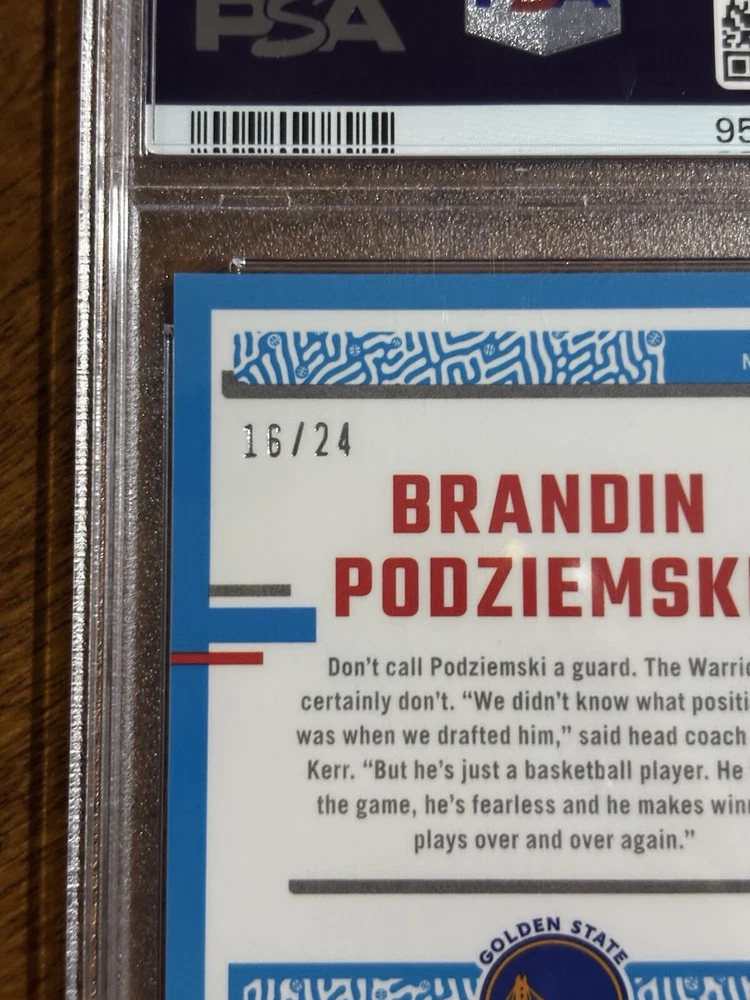 PSA
PSA
95
16/24
BRANDIN
PODZIEMSKI
Don't call Podziemski a guard. The Warrio
certainly don't. “We didn't know what positi
was when we drafted him,” said head coach
Kerr. “But he's just a basketball player. He
the game, he's fearless and he makes winn
plays over and over again.”
GOLDEN STATE